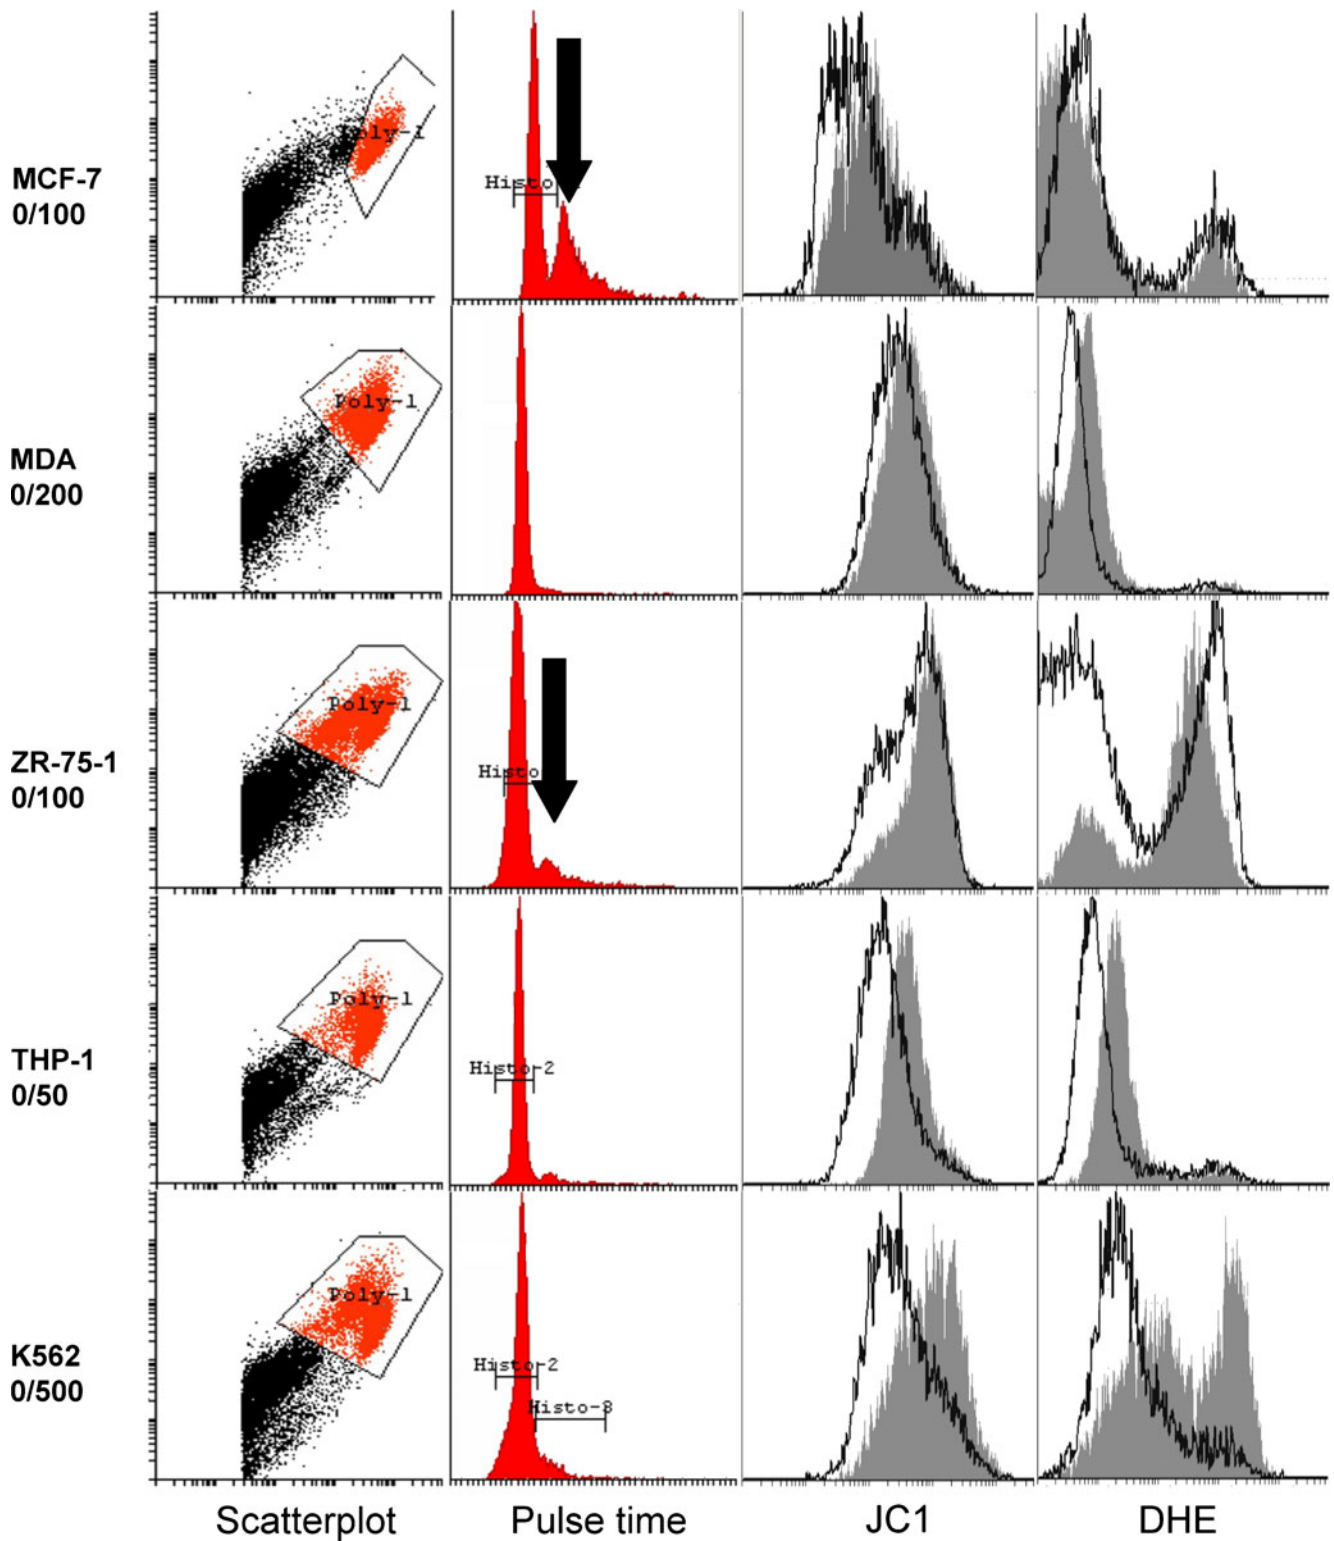 MCF-7
0/100
Poly-1
Histo
MDA
0/200
Poly-1
ZR-75-1
0/100
Poly-1
Histo
THP-1
0/50
Poly-1
Histo-2
K562
0/500
Poly-1
Histo-2
Histo-3
Scatterplot Pulse time JC1 DHE